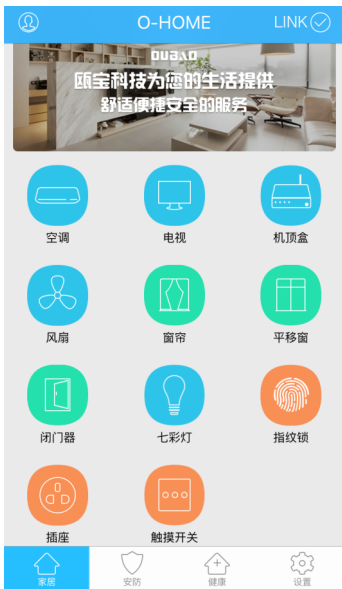 O-HOME
LINK
OUBAO
瓯宝科技为您的生活提供
舒适便捷安全的服务
空调
电视
机顶盒
风扇
窗帘
平移窗
闭门器
七彩灯
指纹锁
插座
触摸开关
家居
安防
健康
设置